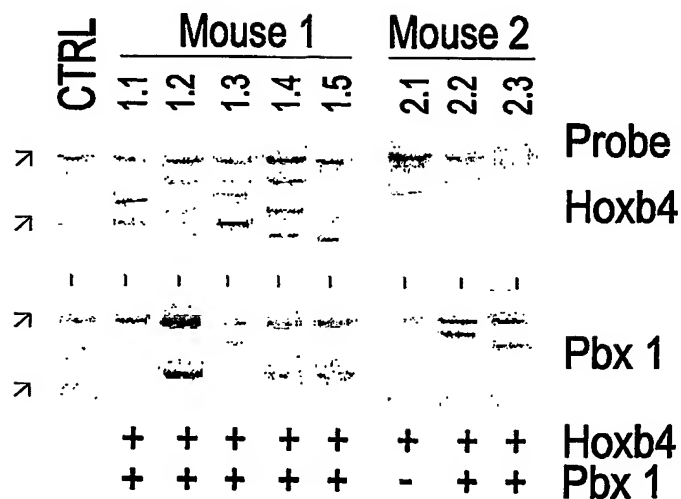 Mouse 1 Mouse 2
CTRL 1.1 1.2 1.3 1.4 1.5 2.1 2.2 2.3
Probe
Hoxb4
Pbx 1
+ + + + + + + + Hoxb4
+ + + + + - + + Pbx 1